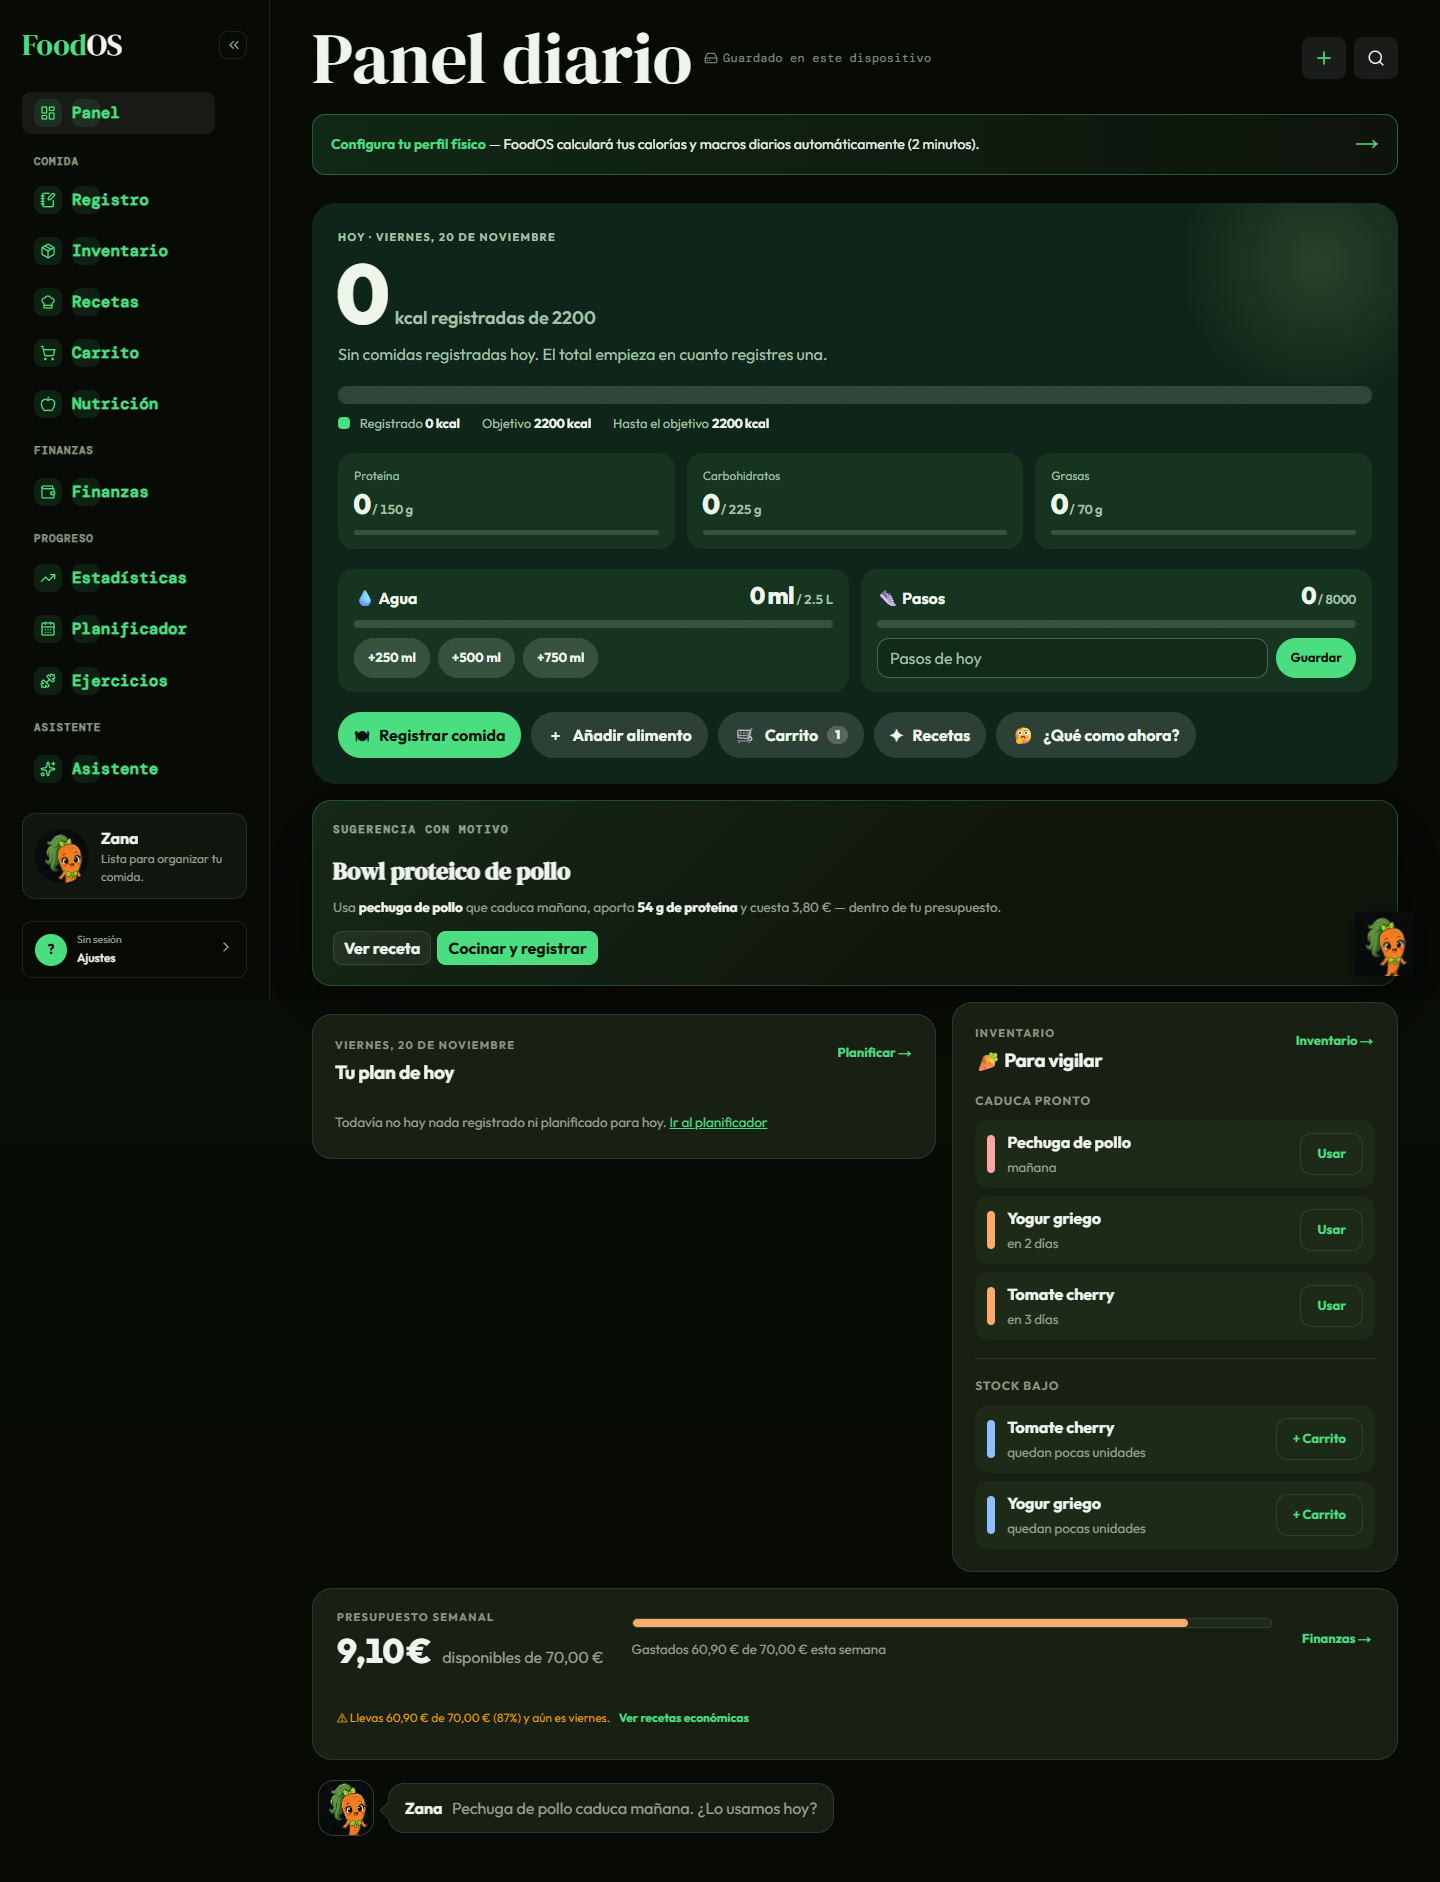 FoodOS
Panel
COMIDA
Registro
Inventario
Recetas
Carrito
Nutrición
FINANZAS
Finanzas
PROGRESO
Estadísticas
Planificador
Ejercicios
ASISTENTE
Asistente
Zana
Lista para organizar tu
comida.
?
Sin sesión
Ajustes
Panel diario
Guardado en este dispositivo
Configura tu perfil físico — FoodOS calculará tus calorías y macros diarios automáticamente (2 minutos).
→
HOY · VIERNES, 20 DE NOVIEMBRE
0 kcal registradas de 2200
Sin comidas registradas hoy. El total empieza en cuanto registres una.
Registrado 0 kcal Objetivo 2200 kcal Hasta el objetivo 2200 kcal
Proteína
0 / 150 g
Carbohidratos
0 / 225 g
Grasas
0 / 70 g
💧 Agua 0 ml / 2.5 L
+250 ml +500 ml +750 ml
Pasos 0 / 8000
Pasos de hoy Guardar
🍽 Registrar comida + Añadir alimento 🛒 Carrito 1 ✦ Recetas 🤔 ¿Qué como ahora?
SUGERENCIA CON MOTIVO
Bowl proteico de pollo
Usa pechuga de pollo que caduca mañana, aporta 54 g de proteína y cuesta 3,80 € — dentro de tu presupuesto.
Ver receta Cocinar y registrar
VIERNES, 20 DE NOVIEMBRE
Tu plan de hoy
Planificar →
Todavía no hay nada registrado ni planificado para hoy. Ir al planificador
INVENTARIO
🥕 Para vigilar
Inventario →
CADUCA PRONTO
Pechuga de pollo
mañana
Usar
Yogur griego
en 2 días
Usar
Tomate cherry
en 3 días
Usar
STOCK BAJO
Tomate cherry
quedan pocas unidades
+ Carrito
Yogur griego
quedan pocas unidades
+ Carrito
PRESUPUESTO SEMANAL
9,10 € disponibles de 70,00 €
Gastados 60,90 € de 70,00 € esta semana
Finanzas →
⚠ Llevas 60,90 € de 70,00 € (87%) y aún es viernes. Ver recetas económicas
Zana Pechuga de pollo caduca mañana. ¿Lo usamos hoy?